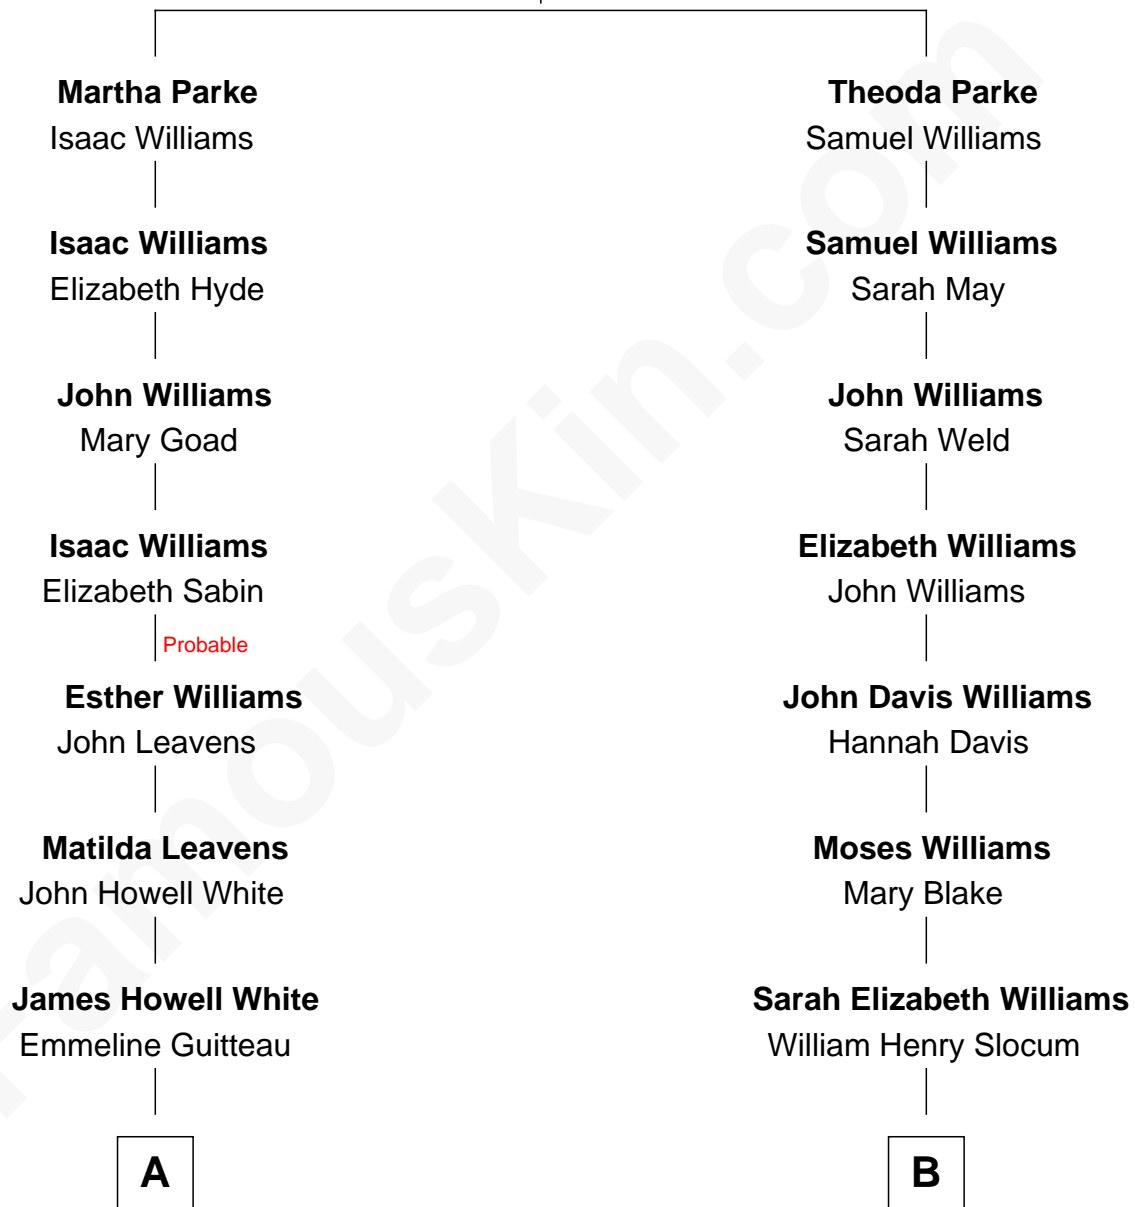 Martha Parke
Isaac Williams
Isaac Williams
Elizabeth Hyde
John Williams
Mary Goad
Isaac Williams
Elizabeth Sabin
Probable
Esther Williams
John Leavens
Matilda Leavens
John Howell White
James Howell White
Emmeline Guitteau
A
Theoda Parke
Samuel Williams
Samuel Williams
Sarah May
John Williams
Sarah Weld
Elizabeth Williams
John Williams
John Davis Williams
Hannah Davis
Moses Williams
Mary Blake
Sarah Elizabeth Williams
William Henry Slocum
B
FamousKin.com